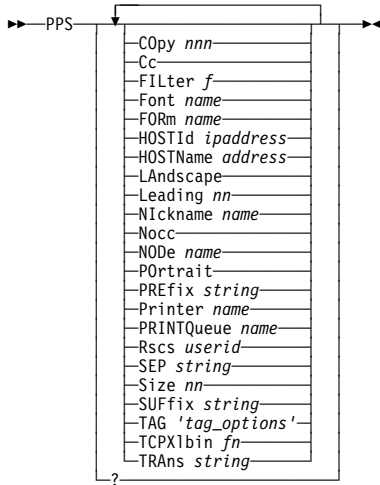 PPS
COpy nnn
Cc
FILter f
Font name
FORm name
HOSTId ipaddress
HOSTName address
LAndscape
Leading nn
NIckname name
Nocc
NODe name
POrtrait
PREfix string
Printer name
PRINTQueue name
Rscs userid
SEP string
Size nn
SUFfix string
TAG 'tag_options'
TCPXlbin fn
TRAns string
?